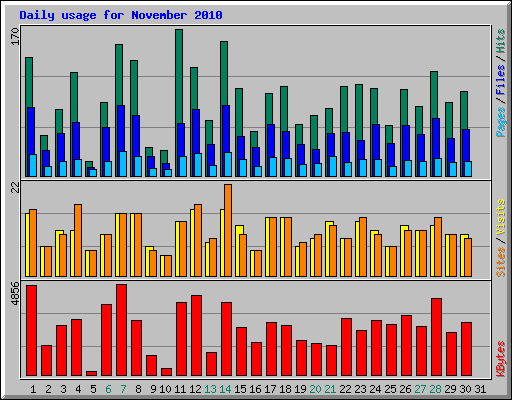 Daily usage for November 2010
170
Pages / Files / Hits
22
Sites / Visits
4856
KBytes
1 2 3 4 5 6 7 8 9 10 11 12 13 14 15 16 17 18 19 20 21 22 23 24 25 26 27 28 29 30 31